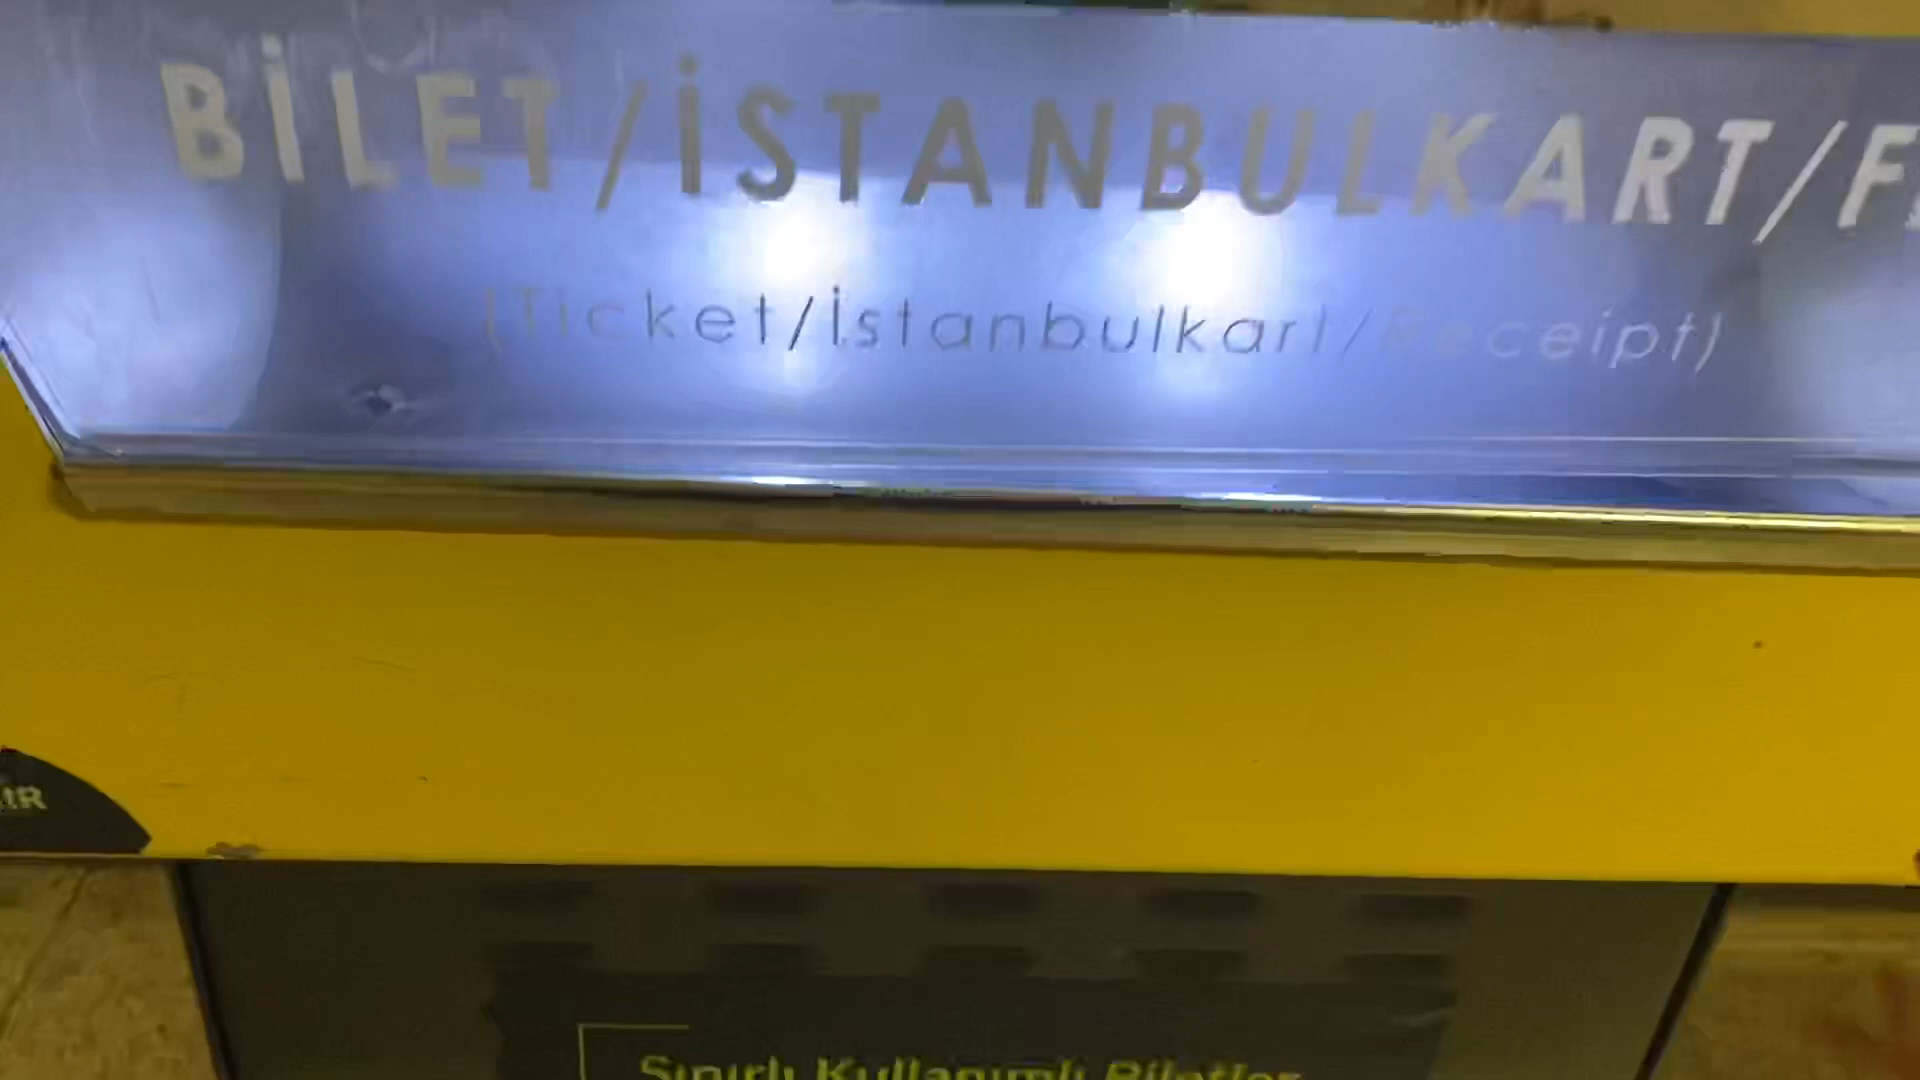 BİLET/İSTANBULKART/
(Ticket/İstanbulkart/Receipt)
Sınırlı Kullanımlı Biletler